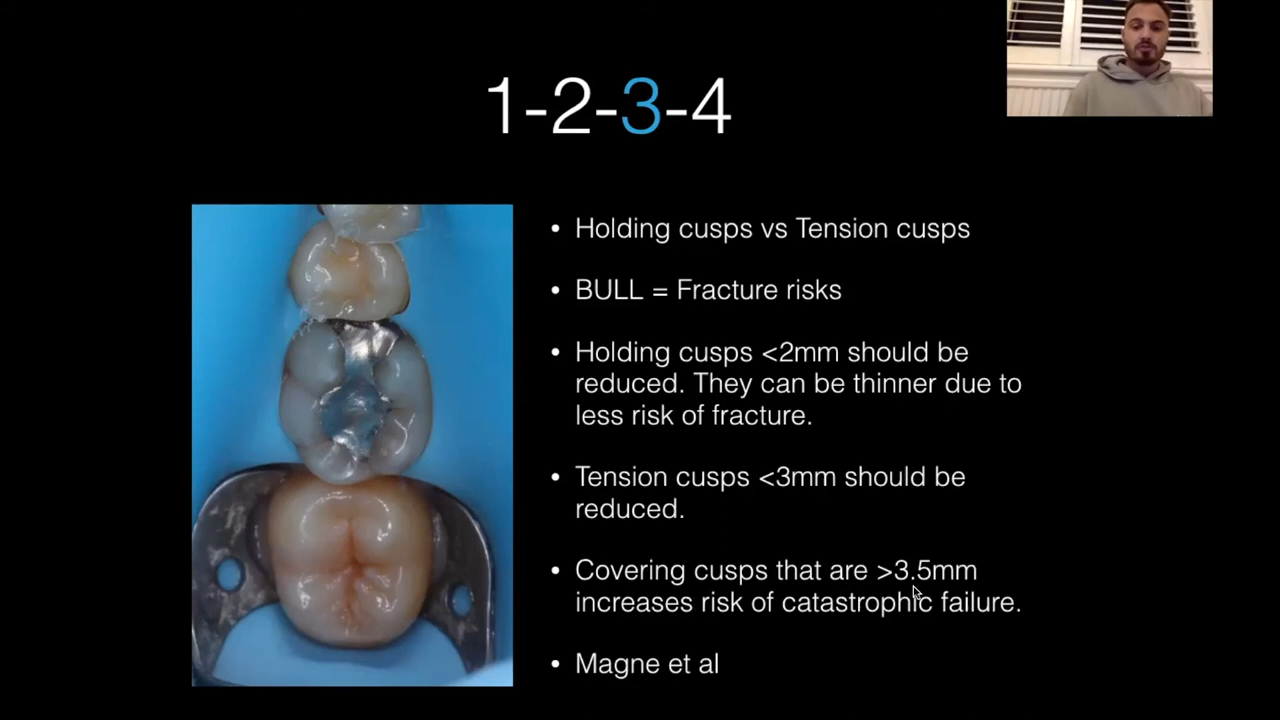 1-2-3-4
• Holding cusps vs Tension cusps
• BULL = Fracture risks
• Holding cusps <2mm should be
reduced. They can be thinner due to
less risk of fracture.
• Tension cusps <3mm should be
reduced.
• Covering cusps that are >3.5mm
increases risk of catastrophic failure.
• Magne et al